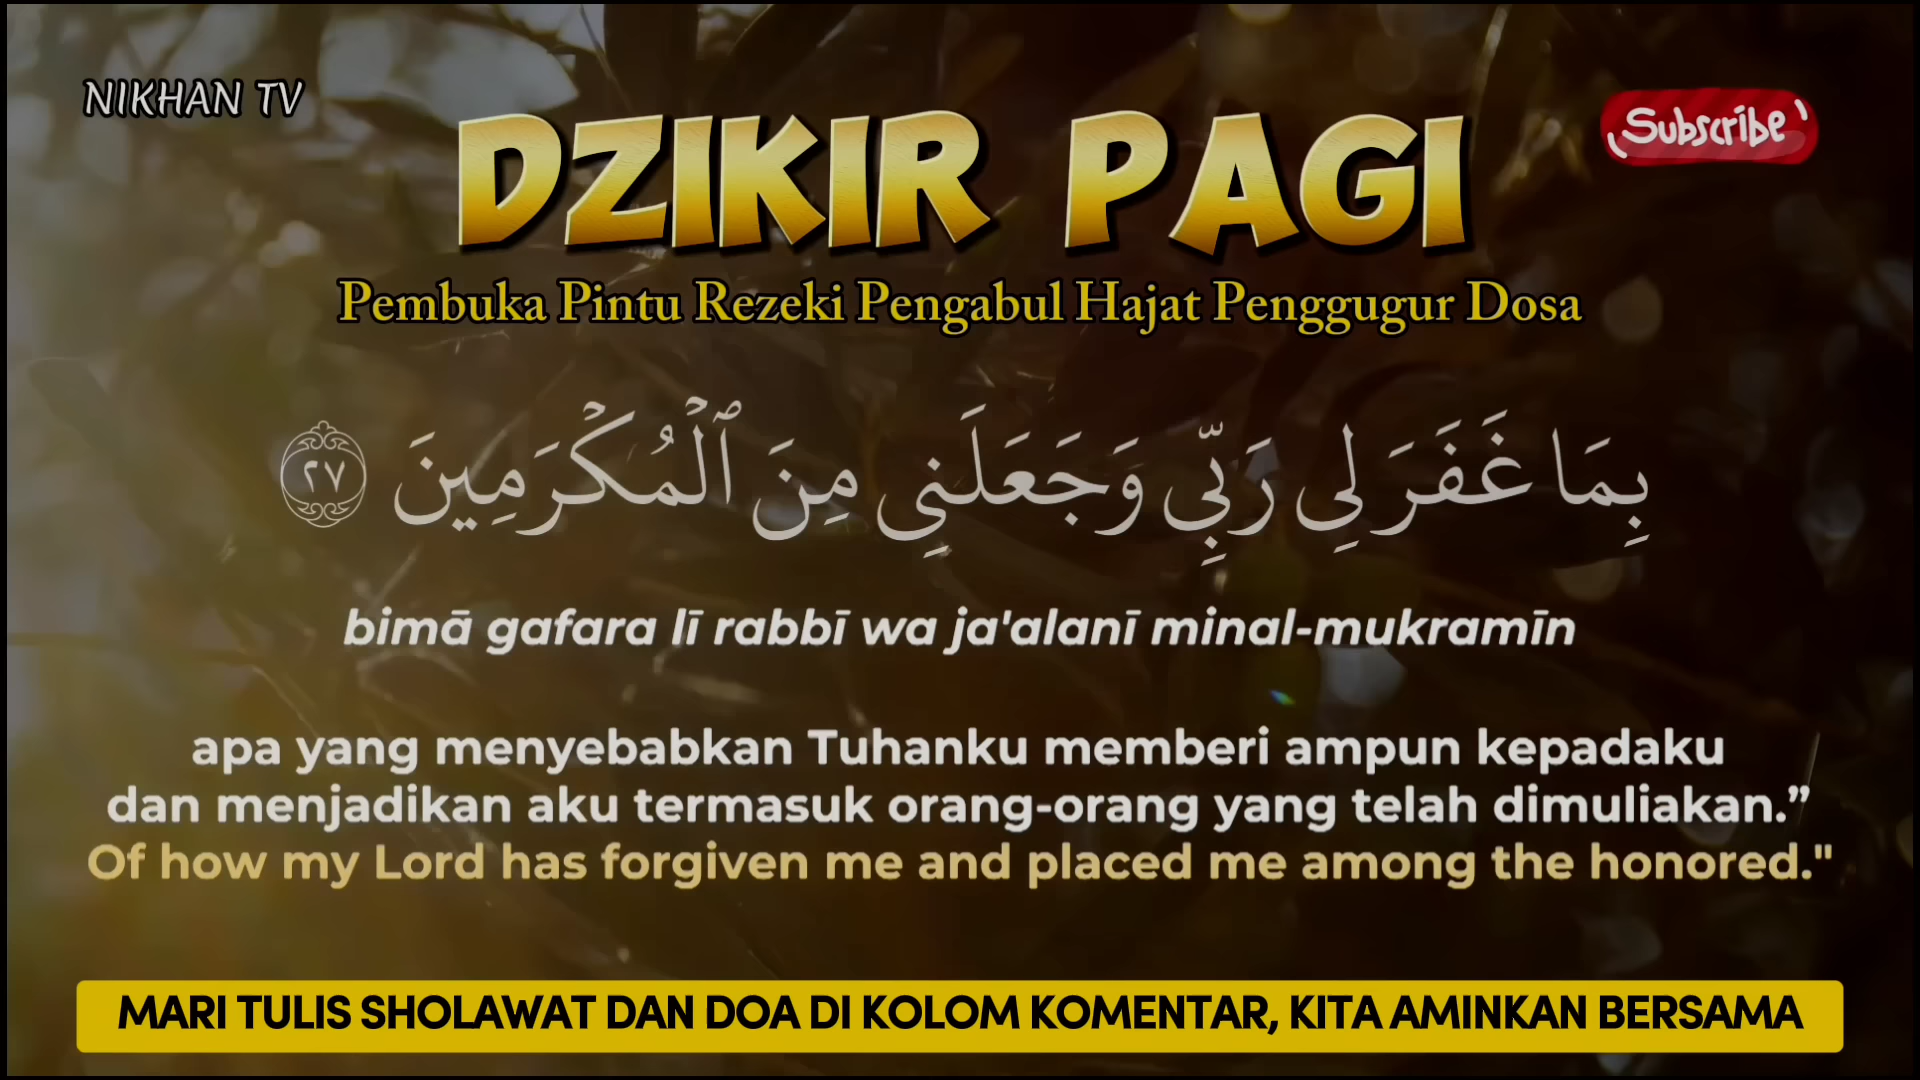 NIKHAN TV
Subscribe
DZIKIR PAGI
Pembuka Pintu Rezeki Pengabul Hajat Penggugur Dosa
بِمَا غَفَرَ لِي رَبِّي وَجَعَلَنِي مِنَ ٱلْمُكْرَمِينَ ٢٧
bimā gafara lī rabbī wa ja'alanī minal-mukramīn
apa yang menyebabkan Tuhanku memberi ampun kepadaku
dan menjadikan aku termasuk orang-orang yang telah dimuliakan.”
Of how my Lord has forgiven me and placed me among the honored."
MARI TULIS SHOLAWAT DAN DOA DI KOLOM KOMENTAR, KITA AMINKAN BERSAMA